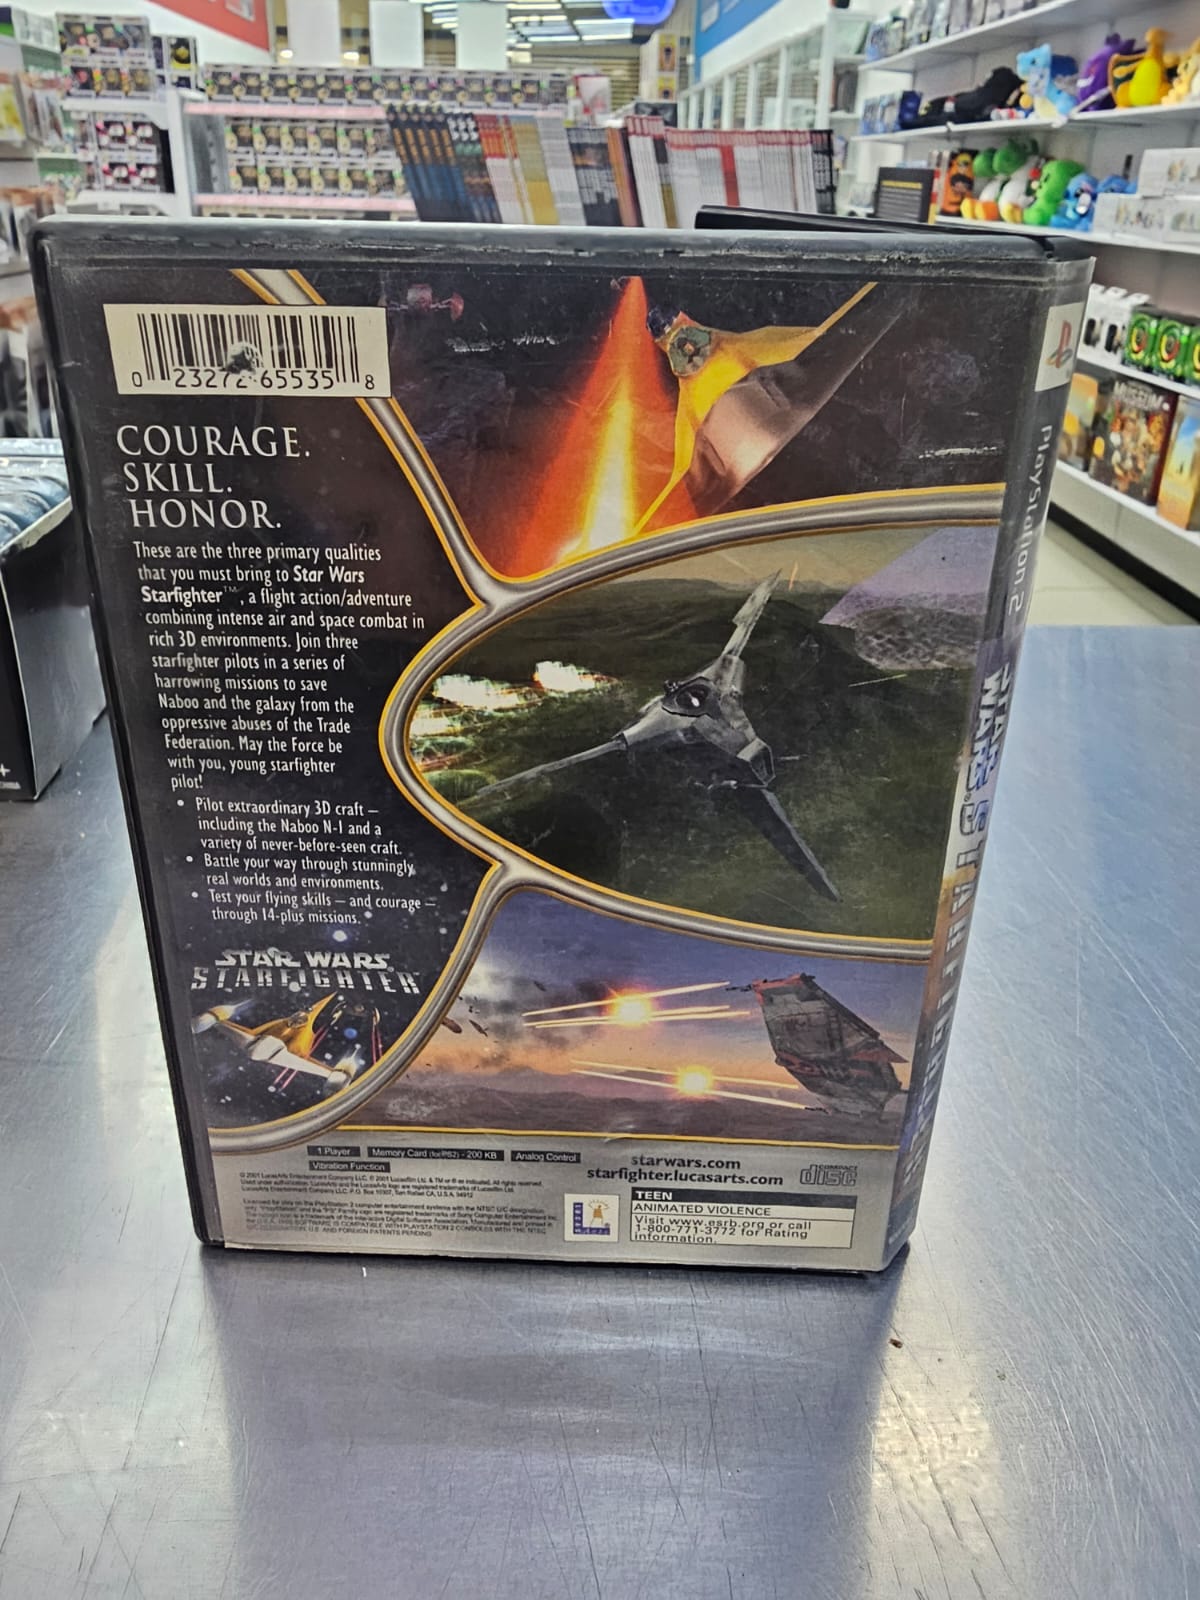 0 23272 65535 8
COURAGE.
SKILL.
HONOR.
These are the three primary qualities
that you must bring to Star Wars
Starfighter™, a flight action/adventure
combining intense air and space combat in
rich 3D environments. Join three
starfighter pilots in a series of
harrowing missions to save
Naboo and the galaxy from the
oppressive abuses of the Trade
Federation. May the Force be
with you, young starfighter
pilot!
• Pilot extraordinary 3D craft –
including the Naboo N-1 and a
variety of never-before-seen craft.
• Battle your way through stunningly
real worlds and environments.
• Test your flying skills – and courage –
through 14-plus missions.
STAR WARS
STARFIGHTER™
1 Player
Memory Card (for PS2) - 200 KB
Analog Control
Vibration Function
starwars.com
starfighter.lucasarts.com
COMPACT
disc
TEEN
ANIMATED VIOLENCE
Visit www.esrb.org or call
1-800-771-3772 for Rating
information.
PlayStation 2
STAR WARS STARFIGHTER
MUSEUM